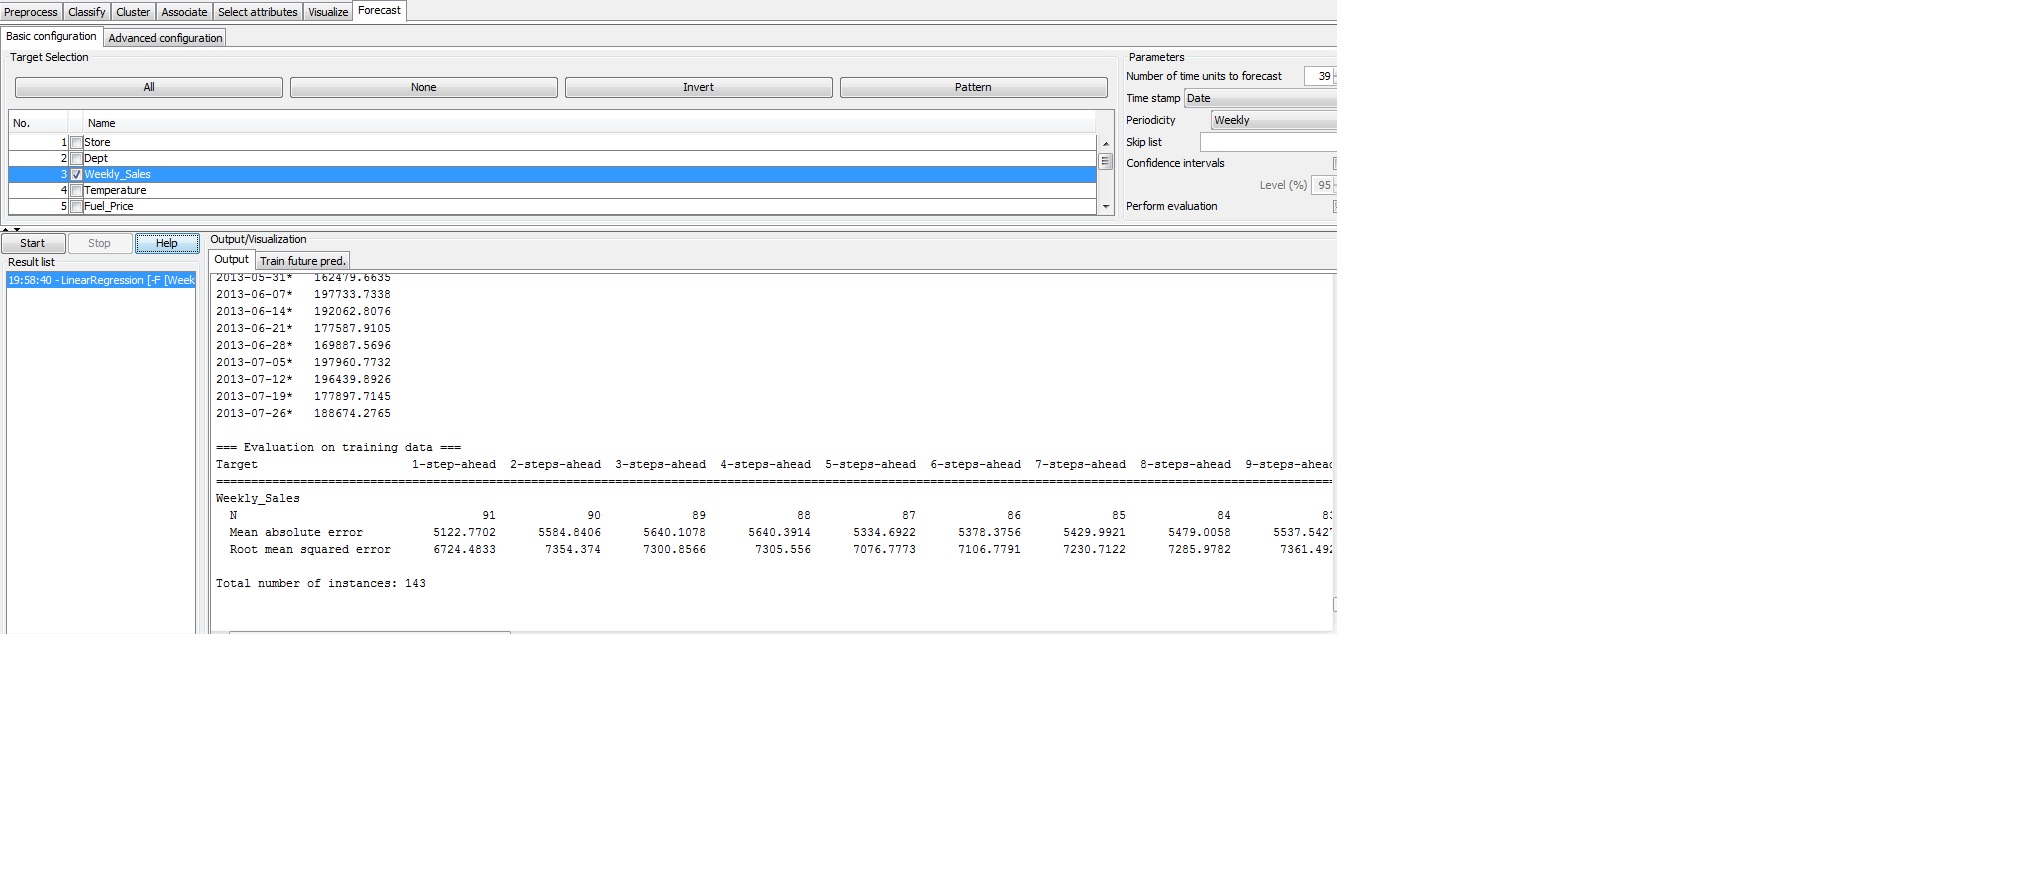 Preprocess Classify Cluster Associate Select attributes Visualize Forecast
Basic configuration Advanced configuration
Target Selection
All None Invert Pattern
No. Name
1 Store
2 Dept
3 Weekly_Sales
4 Temperature
5 Fuel_Price
Parameters
Number of time units to forecast 39
Time stamp Date
Periodicity Weekly
Skip list
Confidence intervals
Level (%) 95
Perform evaluation
Start Stop Help
Result list
19:58:40 - LinearRegression [-F [Week
Output/Visualization
Output Train future pred.
2013-05-31* 162479.6635
2013-06-07* 197733.7338
2013-06-14* 192062.8076
2013-06-21* 177587.9105
2013-06-28* 169887.5696
2013-07-05* 197960.7732
2013-07-12* 196439.8926
2013-07-19* 177897.7145
2013-07-26* 188674.2765
=== Evaluation on training data ===
Target 1-step-ahead 2-steps-ahead 3-steps-ahead 4-steps-ahead 5-steps-ahead 6-steps-ahead 7-steps-ahead 8-steps-ahead 9-steps-ahead
Weekly_Sales
N 91 90 89 88 87 86 85 84 83
Mean absolute error 5122.7702 5584.8406 5640.1078 5640.3914 5334.6922 5378.3756 5429.9921 5479.0058 5537.542
Root mean squared error 6724.4833 7354.374 7300.8566 7305.556 7076.7773 7106.7791 7230.7122 7285.9782 7361.492
Total number of instances: 143